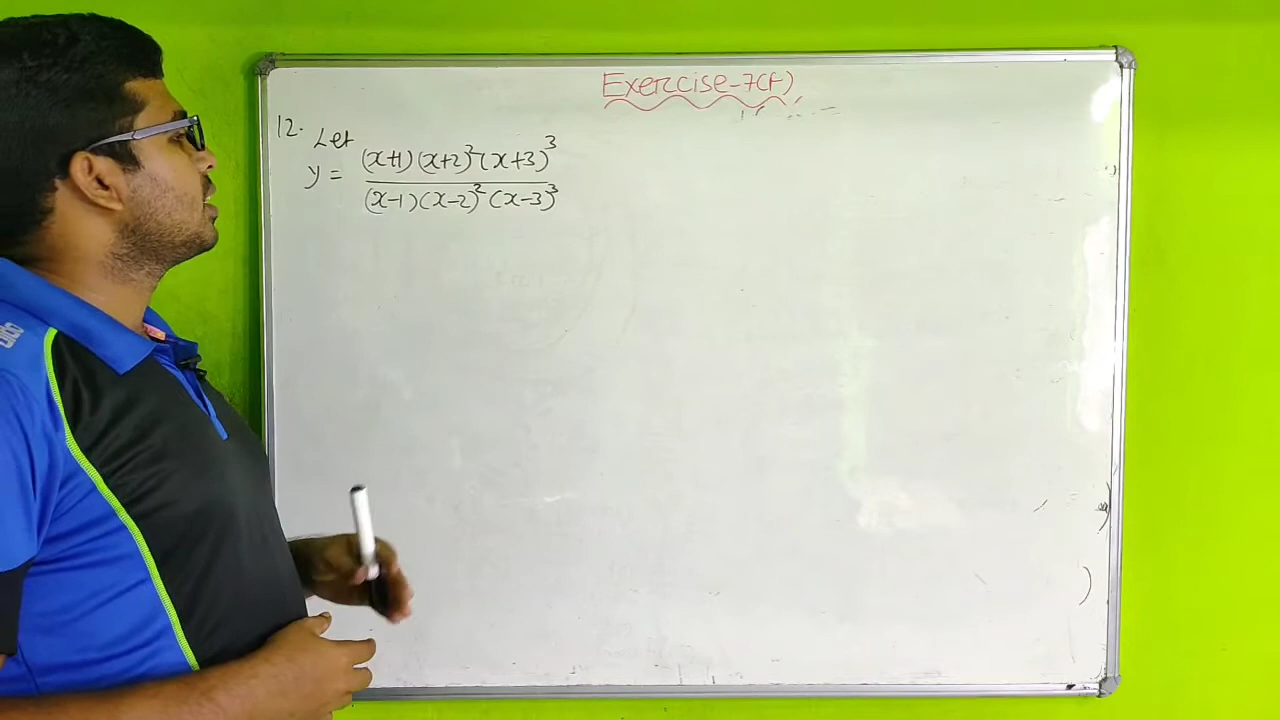 Exercise-7(f)
12. Let
y = (x+1)(x+2)²(x+3)³
(x-1)(x-2)²(x-3)³